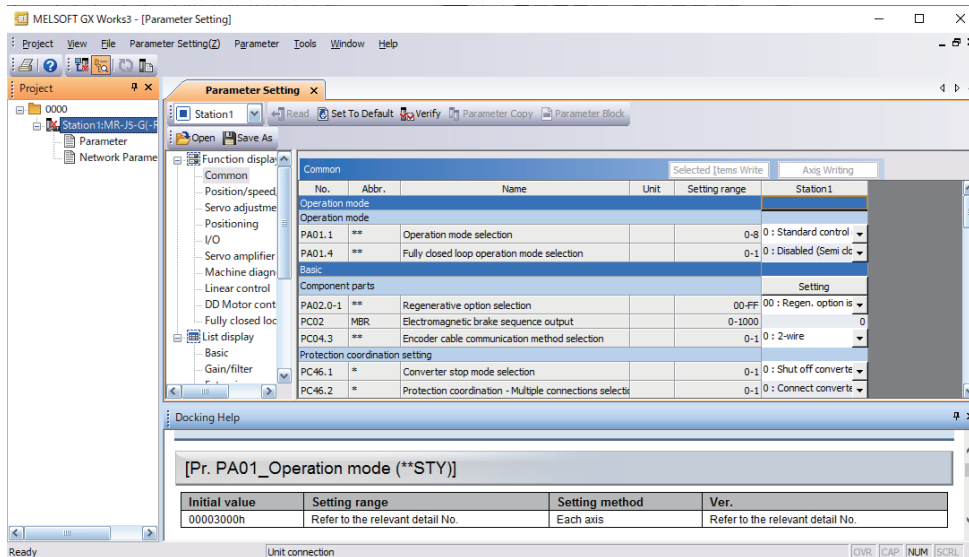 MELSOFT GX Works3 - [Parameter Setting]
Project View File Parameter Setting(Z) Parameter Tools Window Help
Project
Parameter Setting
0000
Station1:MR-J5-G(-R
Parameter
Network Parame
Station1 Read Set To Default Verify Parameter Copy Parameter Block
Open Save As
Function display
Common
Position/speed,
Servo adjustme
Positioning
I/O
Servo amplifier
Machine diagn
Linear control
DD Motor cont
Fully closed loc
List display
Basic
Gain/filter
Common Selected Items Write Axis Writing
No. Abbr. Name Unit Setting range Station1
Operation mode
Operation mode
PA01.1 ** Operation mode selection 0-8 0 : Standard control
PA01.4 ** Fully closed loop operation mode selection 0-1 0 : Disabled (Semi clc
Basic
Component parts Setting
PA02.0-1 ** Regenerative option selection 00-FF 00 : Regen. option is
PC02 MBR Electromagnetic brake sequence output 0-1000 0
PC04.3 ** Encoder cable communication method selection 0-1 0 : 2-wire
Protection coordination setting
PC46.1 * Converter stop mode selection 0-1 0 : Shut off converte
PC46.2 * Protection coordination - Multiple connections selectio 0-1 0 : Connect converte
Docking Help
[Pr. PA01_Operation mode (**STY)]
Initial value Setting range Setting method Ver.
00003000h Refer to the relevant detail No. Each axis Refer to the relevant detail No.
Ready Unit connection OVR CAP NUM SCRL